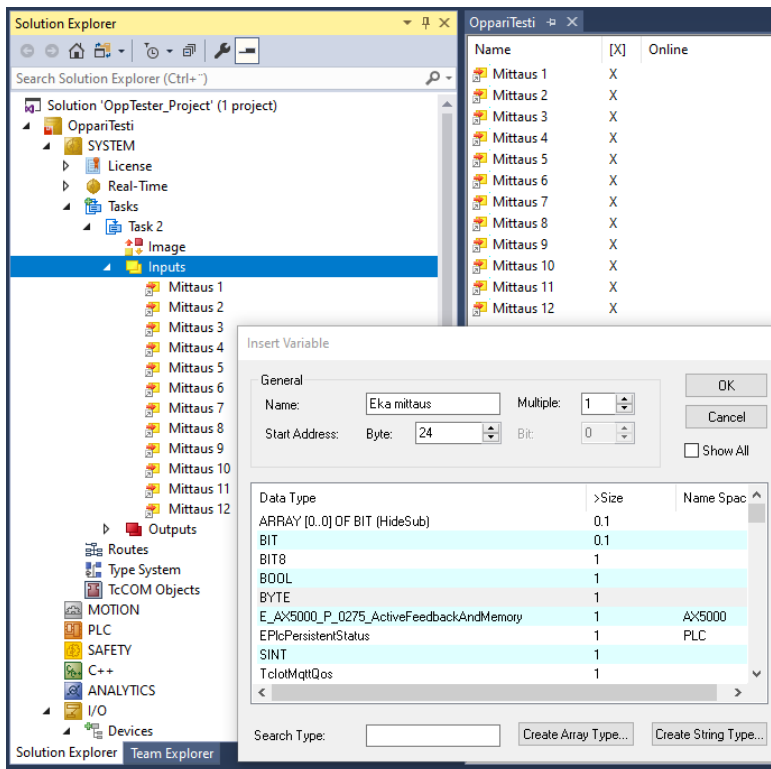 Solution Explorer
Search Solution Explorer (Ctrl+¨)
Solution 'OppTester_Project' (1 project)
OppariTesti
SYSTEM
License
Real-Time
Tasks
Task 2
Image
Inputs
Mittaus 1
Mittaus 2
Mittaus 3
Mittaus 4
Mittaus 5
Mittaus 6
Mittaus 7
Mittaus 8
Mittaus 9
Mittaus 10
Mittaus 11
Mittaus 12
Outputs
Routes
Type System
TcCOM Objects
MOTION
PLC
SAFETY
C++
ANALYTICS
I/O
Devices
Solution Explorer Team Explorer
OppariTesti
Name [X] Online
Mittaus 1 X
Mittaus 2 X
Mittaus 3 X
Mittaus 4 X
Mittaus 5 X
Mittaus 6 X
Mittaus 7 X
Mittaus 8 X
Mittaus 9 X
Mittaus 10 X
Mittaus 11 X
Mittaus 12 X
Insert Variable
General
Name: Eka mittaus Multiple: 1
Start Address: Byte: 24 Bit: 0
OK
Cancel
Show All
Data Type >Size Name Spac
ARRAY [0..0] OF BIT (HideSub) 0.1
BIT 0.1
BIT8 1
BOOL 1
BYTE 1
E_AX5000_P_0275_ActiveFeedbackAndMemory 1 AX5000
EPlcPersistentStatus 1 PLC
SINT 1
TcIotMqttQos 1
Search Type: Create Array Type... Create String Type...